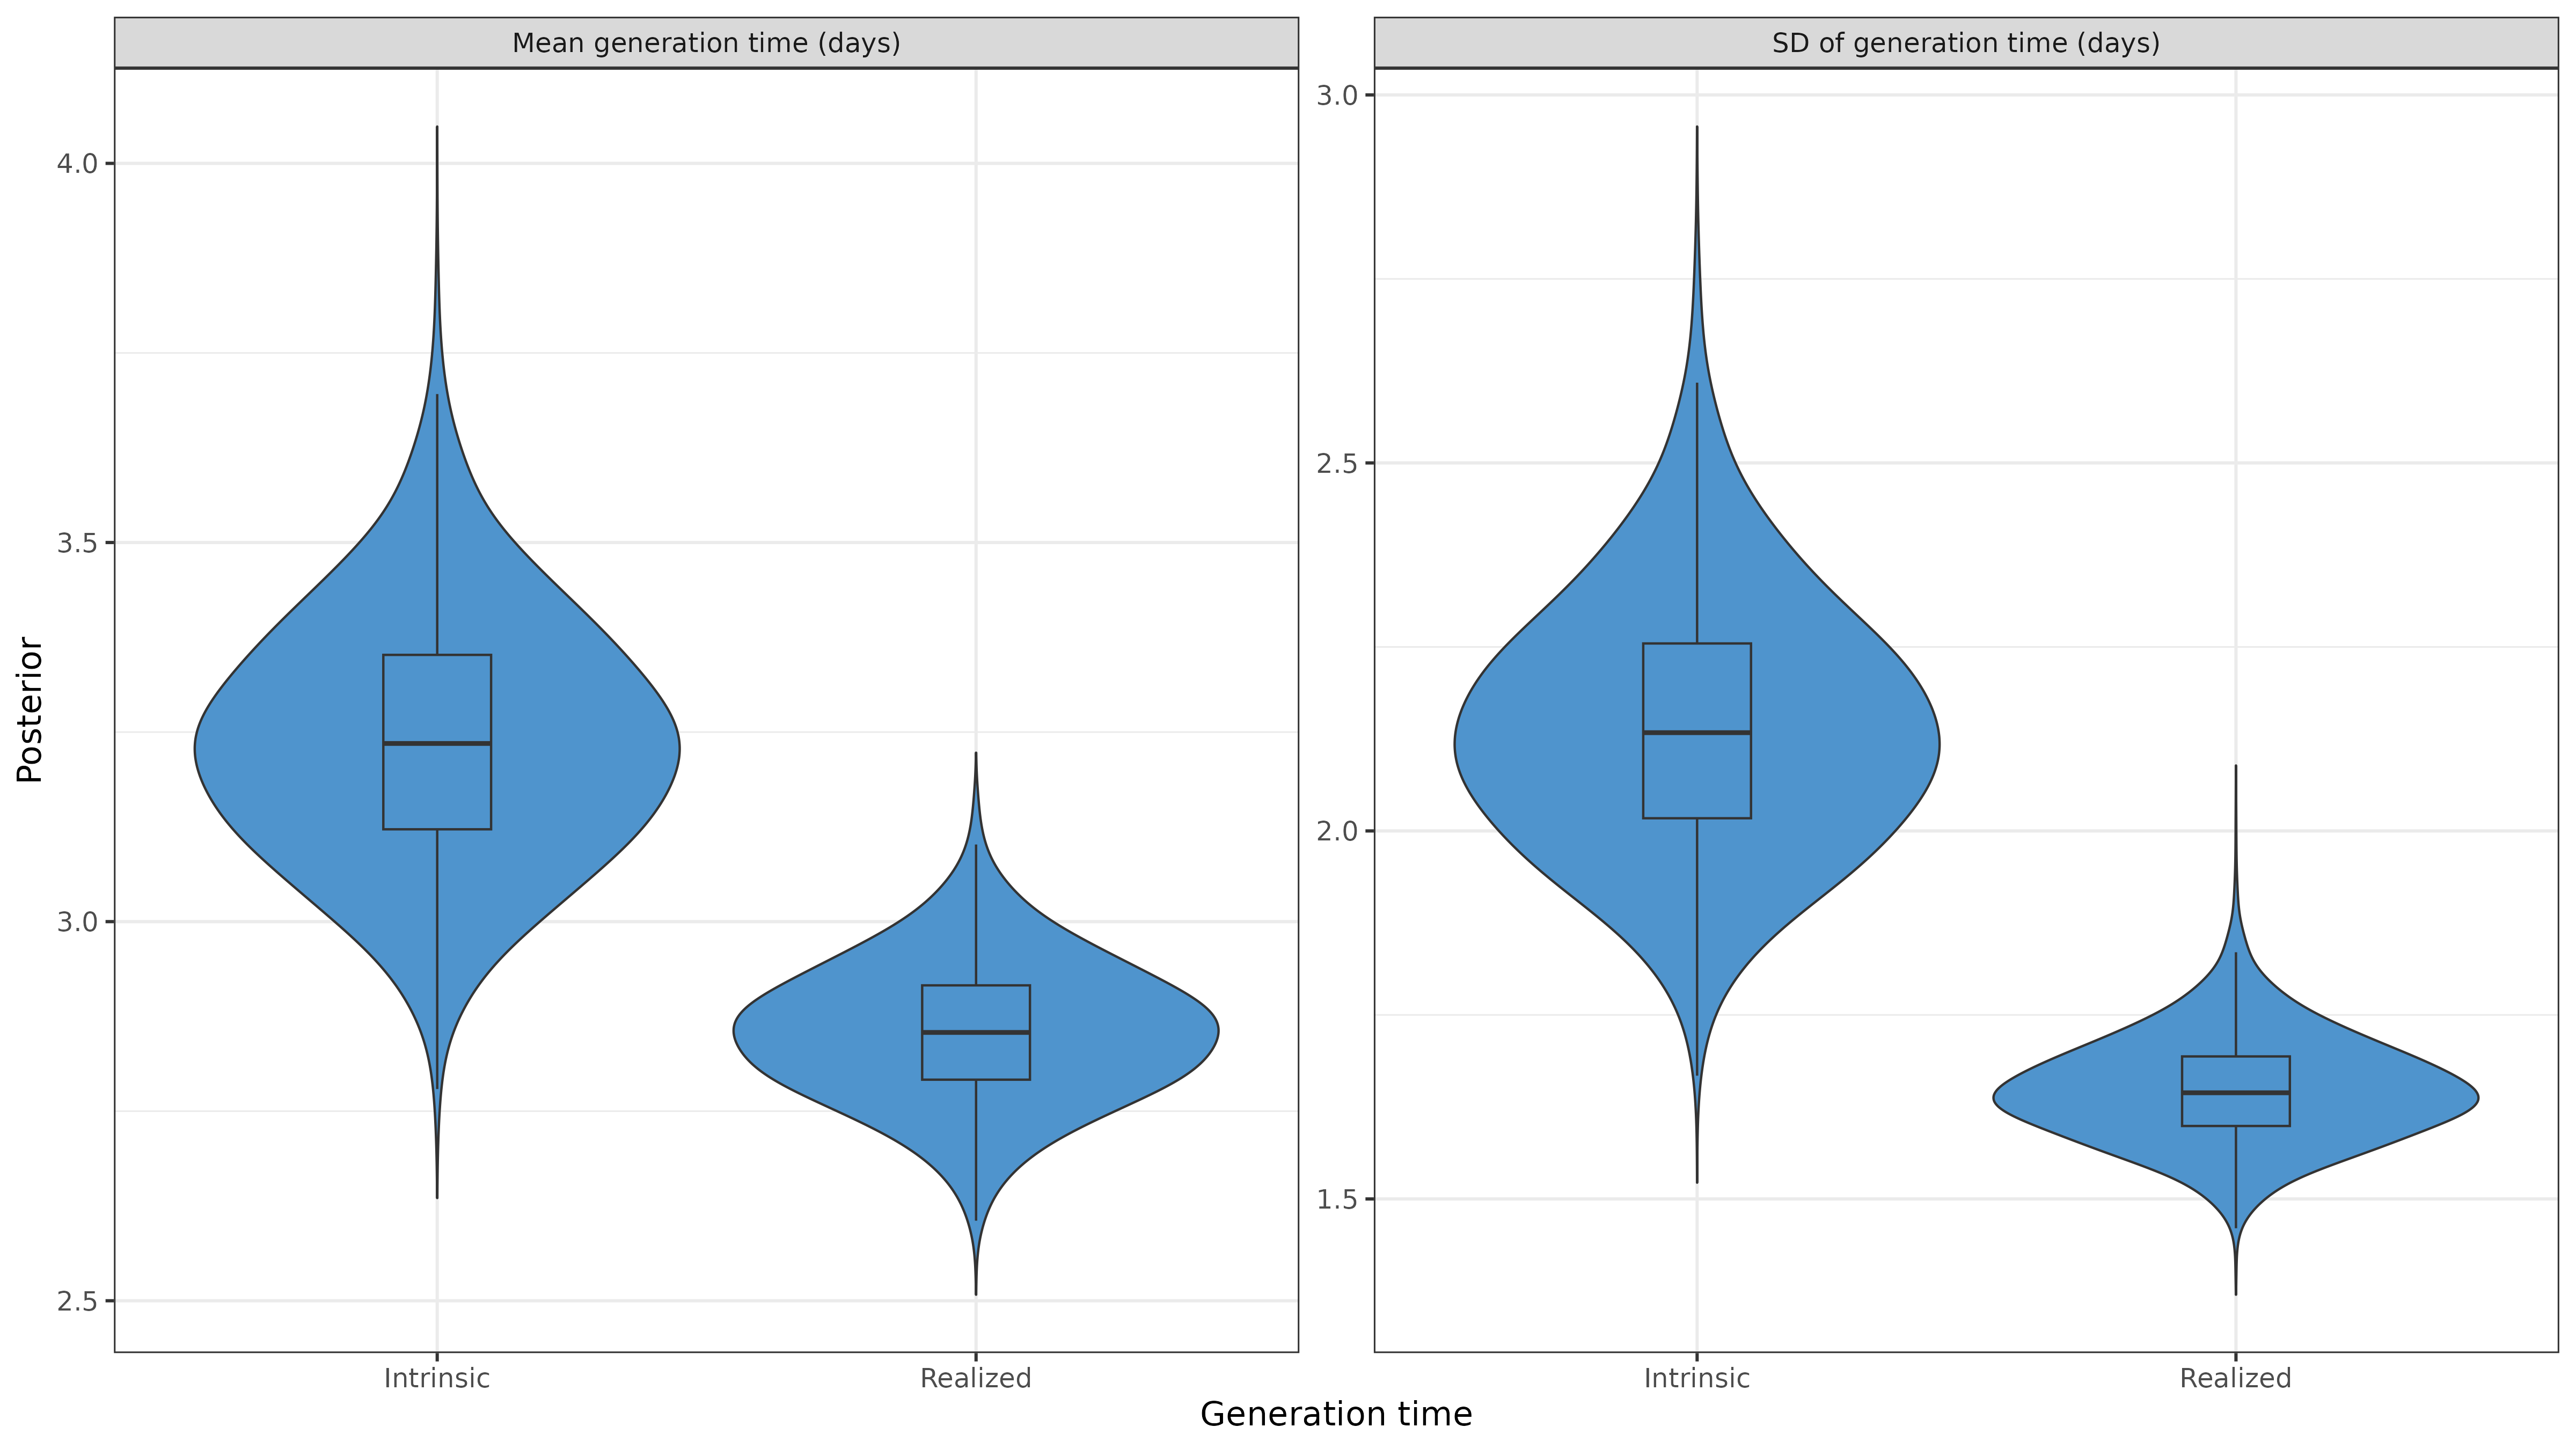 Mean generation time (days)
SD of generation time (days)
Posterior
4.0
3.5
3.0
2.5
3.0
2.5
2.0
1.5
Intrinsic
Realized
Intrinsic
Realized
Generation time